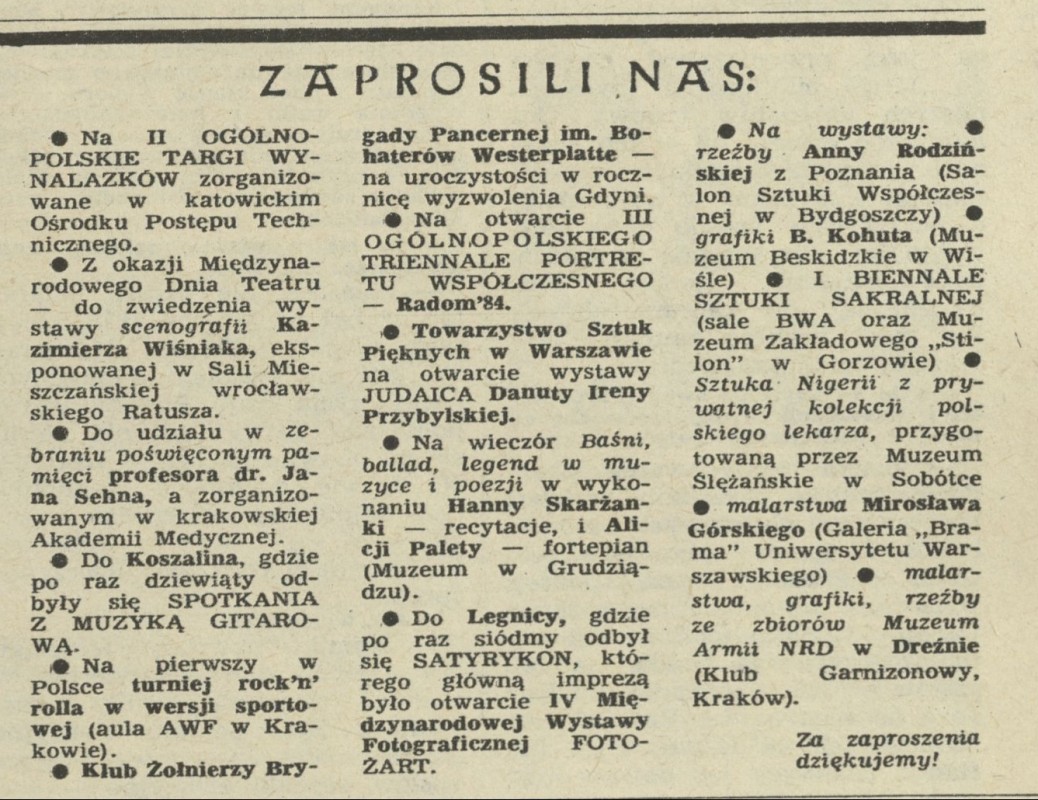 ZAPROSILI NAS:
● Na II OGÓLNO-
POLSKIE TARGI WY-
NALAZKÓW zorganizo-
wane w katowickim
Ośrodku Postępu Tech-
nicznego.
● Z okazji Międzyna-
rodowego Dnia Teatru
— do zwiedzenia wy-
stawy scenografii Ka-
zimierza Wiśniaka, eks-
ponowanej w Sali Mie-
szczańskiej wrocław-
skiego Ratusza.
● Do udziału w ze-
braniu poświęconym pa-
mięci profesora dr. Ja-
na Sehna, a zorganizo-
wanym w krakowskiej
Akademii Medycznej.
● Do Koszalina, gdzie
po raz dziewiąty od-
były się SPOTKANIA
Z MUZYKĄ GITARO-
WĄ.
● Na pierwszy w
Polsce turniej rock'n'
rolla w wersji sporto-
wej (aula AWF w Kra-
kowie).
● Klub Żołnierzy Bry-
gady Pancernej im. Bo-
haterów Westerplatte —
na uroczystości w rocz-
nicę wyzwolenia Gdyni.
● Na otwarcie III
OGÓLNOPOLSKIEGO
TRIENNALE PORTRE-
TU WSPÓŁCZESNEGO
— Radom'84.
● Towarzystwo Sztuk
Pięknych w Warszawie
na otwarcie wystawy
JUDAICA Danuty Ireny
Przybylskiej.
● Na wieczór Baśni,
ballad, legend w mu-
zyce i poezji w wyko-
naniu Hanny Skarżan-
ki — recytacje, i Ali-
cji Palety — fortepian
(Muzeum w Grudzią-
dzu).
● Do Legnicy, gdzie
po raz siódmy odbył
się SATYRYKON, któ-
rego główną imprezą
było otwarcie IV Mię-
dzynarodowej Wystawy
Fotograficznej FOTO-
ŻART.
● Na wystawy: ●
rzeźby Anny Rodziń-
skiej z Poznania (Sa-
lon Sztuki Współczes-
nej w Bydgoszczy) ●
grafiki B. Kohuta (Mu-
zeum Beskidzkie w Wi-
śle) ● I BIENNALE
SZTUKI SAKRALNEJ
(sale BWA oraz Mu-
zeum Zakładowego „Sti-
lon" w Gorzowie) ●
Sztuka Nigerii z pry-
watnej kolekcji pol-
skiego lekarza, przygo-
towaną przez Muzeum
Ślężańskie w Sobótce
● malarstwa Mirosława
Górskiego (Galeria „Bra-
ma" Uniwersytetu War-
szawskiego) ● malar-
stwa, grafiki, rzeźby
ze zbiorów Muzeum
Armii NRD w Dreźnie
(Klub Garnizonowy,
Kraków).
Za zaproszenia
dziękujemy!